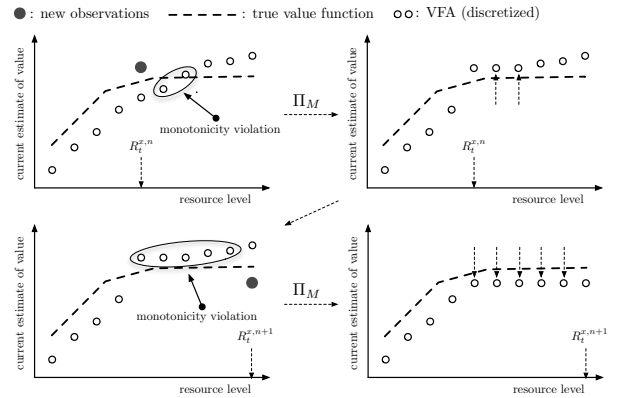 : new observations : true value function : VFA (discretized)
current estimate of value
monotonicity violation
R_t^{x,n}
resource level
Π_M
current estimate of value
R_t^{x,n}
resource level
current estimate of value
monotonicity violation
R_t^{x,n+1}
resource level
Π_M
current estimate of value
R_t^{x,n+1}
resource level